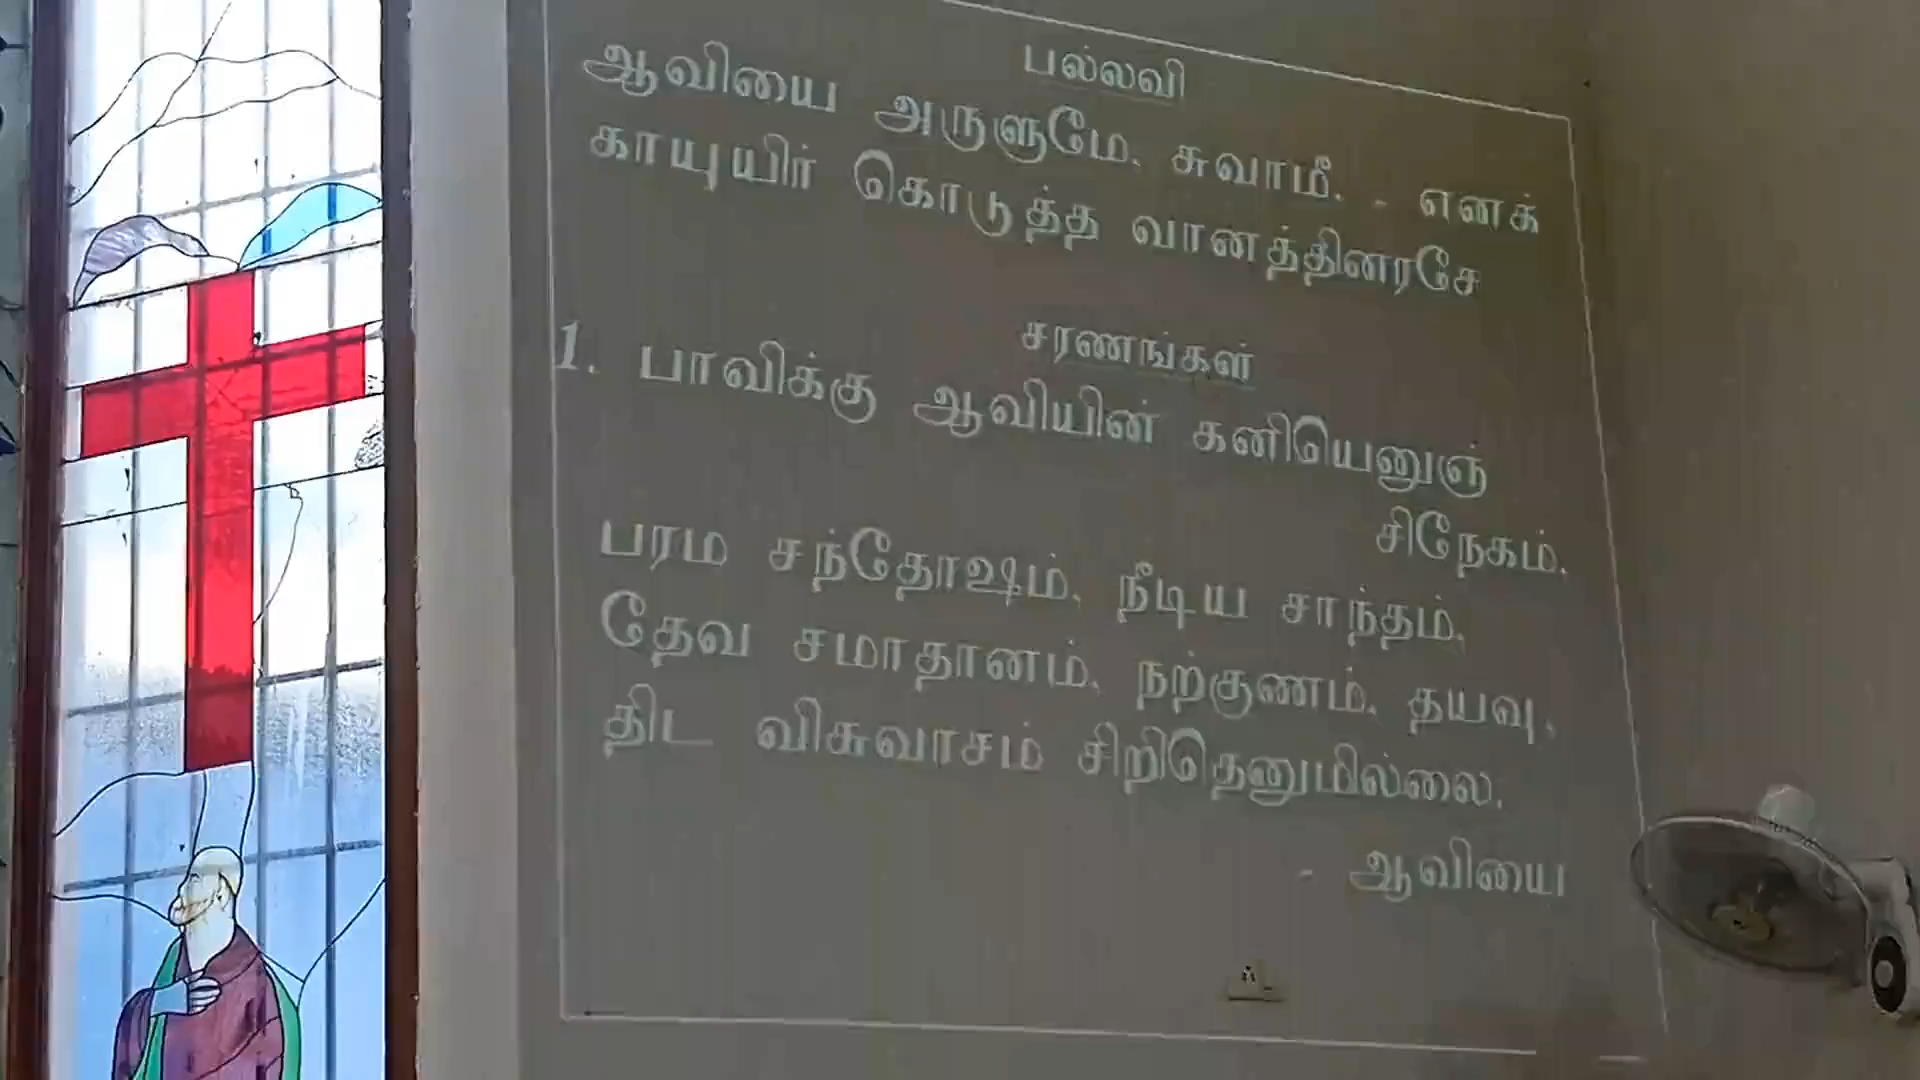 பல்லவி
ஆவியை அருளுமே, சுவாமீ, - எனக்
காயுயிர் கொடுத்த வானத்தினரசே
சரணங்கள்
1. பாவிக்கு ஆவியின் கனியெனுஞ்
சிநேகம்,
பரம சந்தோஷம், நீடிய சாந்தம்,
தேவ சமாதானம், நற்குணம், தயவு,
திட விசுவாசம் சிறிதெனுமில்லை.
- ஆவியை